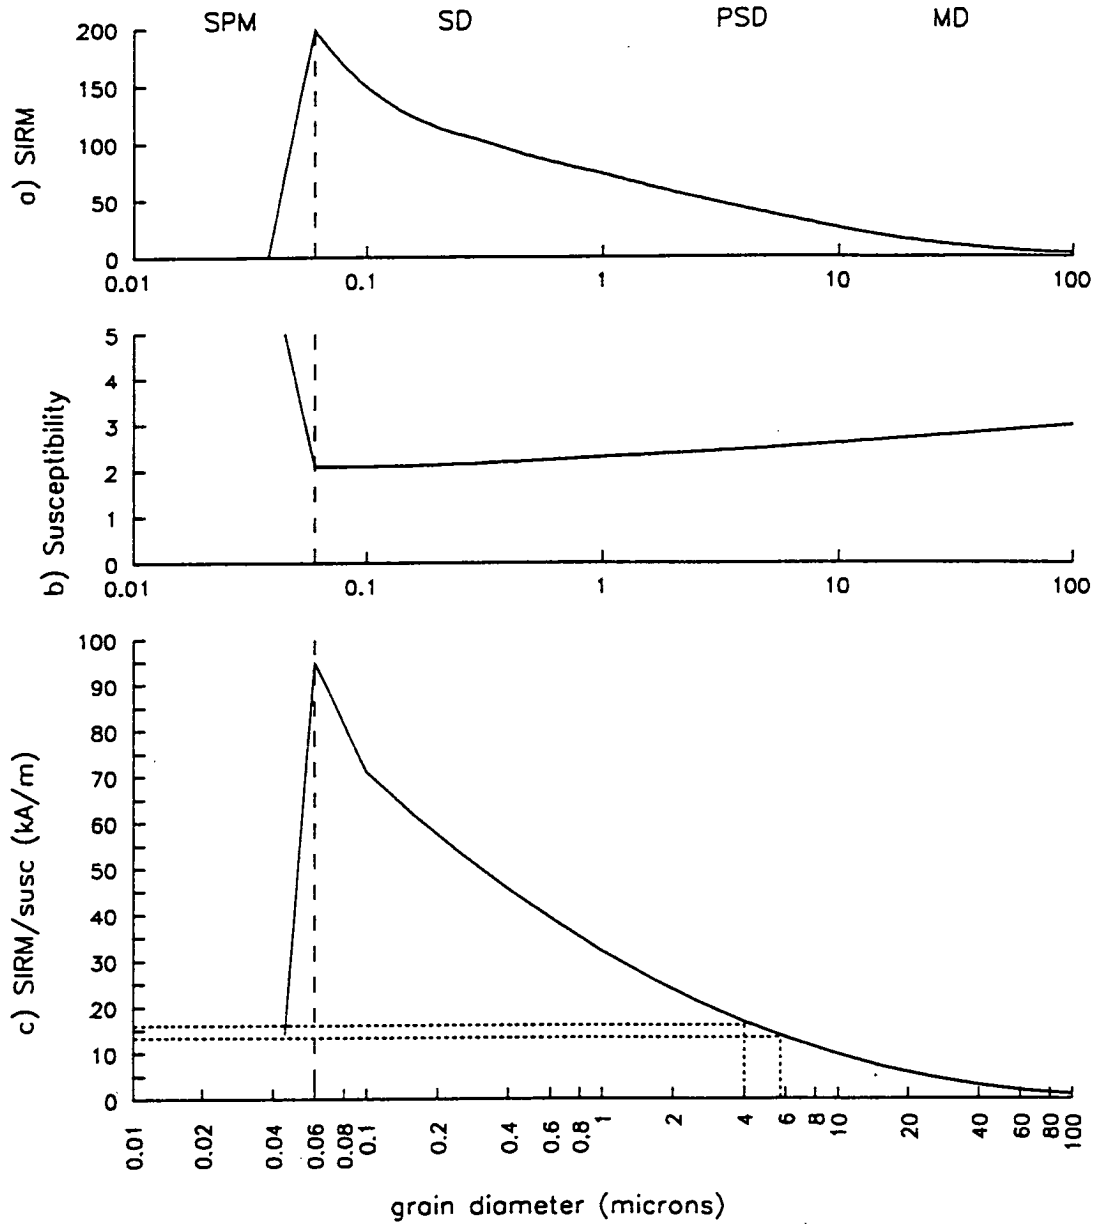 SPM SD PSD MD
a) SIRM
200
150
100
50
0
0.01 0.1 1 10 100
b) Susceptibility
5
4
3
2
1
0
0.01 0.1 1 10 100
c) SIRM/susc (kA/m)
100
90
80
70
60
50
40
30
20
10
0
0.01 0.02 0.04 0.06 0.08 0.1 0.2 0.4 0.6 0.8 1 2 4 6 8 10 20 40 60 80 100
grain diameter (microns)